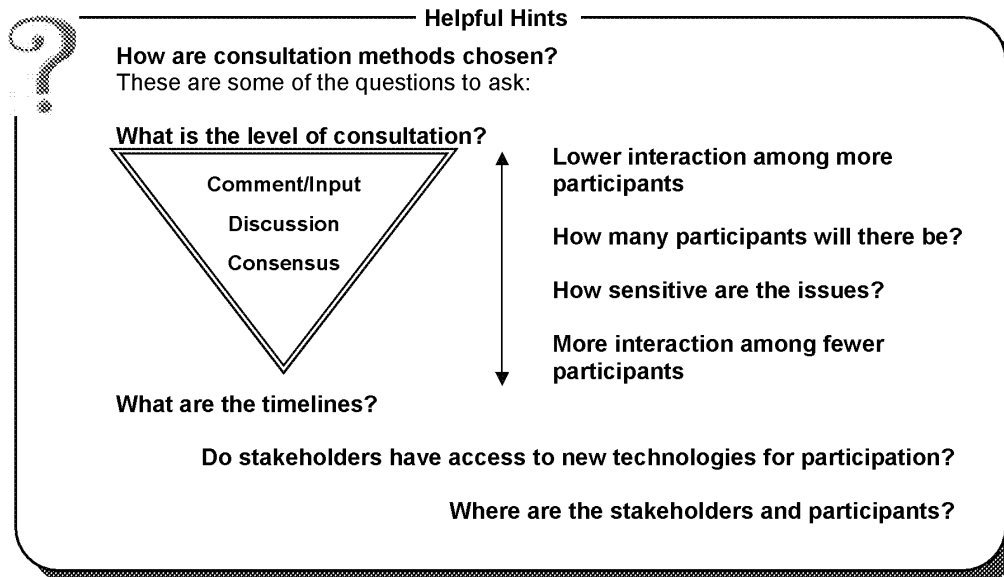 Helpful Hints
How are consultation methods chosen?
These are some of the questions to ask:
What is the level of consultation?
Comment/Input
Discussion
Consensus
Lower interaction among more
participants
How many participants will there be?
How sensitive are the issues?
More interaction among fewer
participants
What are the timelines?
Do stakeholders have access to new technologies for participation?
Where are the stakeholders and participants?